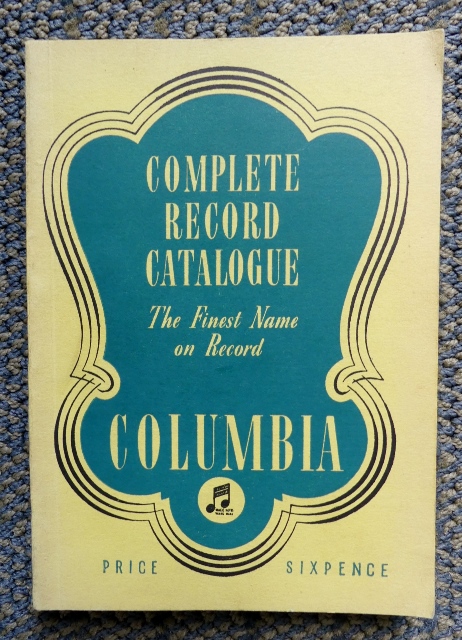 COMPLETE
RECORD
CATALOGUE
The Finest Name
on Record
COLUMBIA
PRICE SIXPENCE